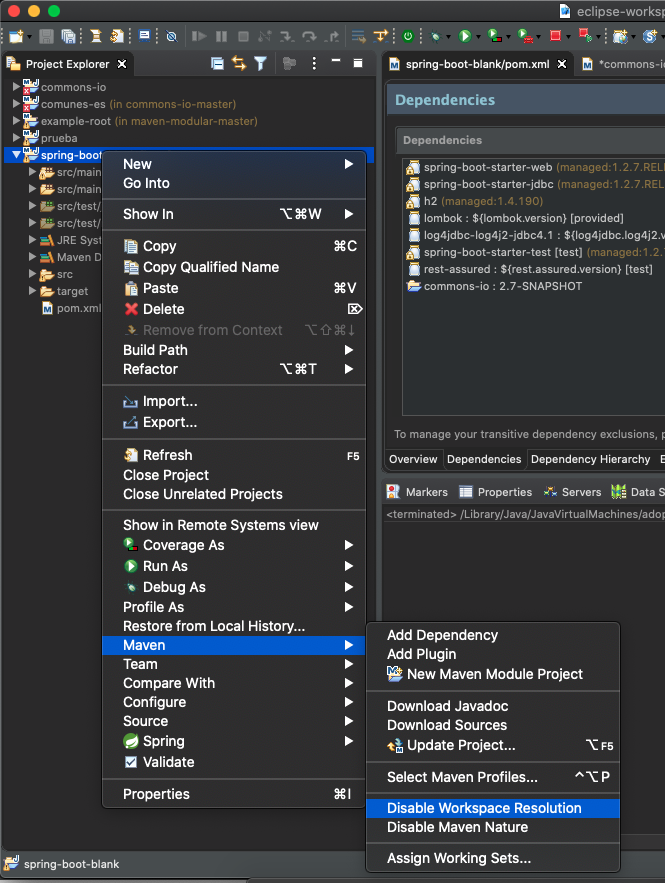 eclipse-worksp
Project Explorer
spring-boot-blank/pom.xml
*commons-io
commons-io
comunes-es (in commons-io-master)
example-root (in maven-modular-master)
prueba
spring-boot
src/main
src/main
src/test/
src/test/
JRE Syst
Maven D
src
target
pom.xml
Dependencies
Dependencies
spring-boot-starter-web (managed:1.2.7.REL
spring-boot-starter-jdbc (managed:1.2.7.REL
h2 (managed:1.4.190)
lombok : ${lombok.version} [provided]
log4jdbc-log4j2-jdbc4.1 : ${log4jdbc.log4j2.v
spring-boot-starter-test [test] (managed:1.2.
rest-assured : ${rest.assured.version} [test]
commons-io : 2.7-SNAPSHOT
To manage your transitive dependency exclusions, p
Overview Dependencies Dependency Hierarchy E
Markers Properties Servers Data S
<terminated> /Library/Java/JavaVirtualMachines/adop
New
Go Into
Show In ⌥⌘W
Copy ⌘C
Copy Qualified Name
Paste ⌘V
Delete ⌦
Remove from Context ⌥⇧⌘↓
Build Path
Refactor ⌥⌘T
Import...
Export...
Refresh F5
Close Project
Close Unrelated Projects
Show in Remote Systems view
Coverage As
Run As
Debug As
Profile As
Restore from Local History...
Maven
Team
Compare With
Configure
Source
Spring
Validate
Properties ⌘I
Add Dependency
Add Plugin
New Maven Module Project
Download Javadoc
Download Sources
Update Project... ⌥F5
Select Maven Profiles... ^⌥P
Disable Workspace Resolution
Disable Maven Nature
Assign Working Sets...
spring-boot-blank